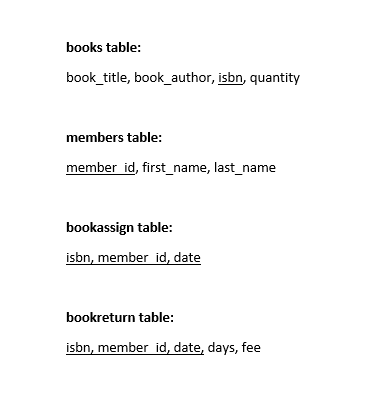 books table:
book_title, book_author, isbn, quantity
members table:
member_id, first_name, last_name
bookassign table:
isbn, member_id, date
bookreturn table:
isbn, member_id, date, days, fee